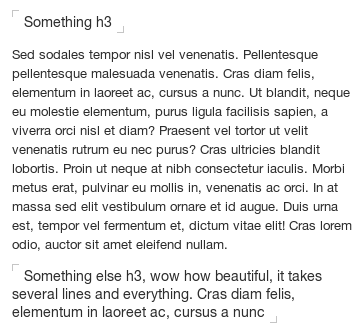 Something h3
Sed sodales tempor nisl vel venenatis. Pellentesque
pellentesque malesuada venenatis. Cras diam felis,
elementum in laoreet ac, cursus a nunc. Ut blandit, neque
eu molestie elementum, purus ligula facilisis sapien, a
viverra orci nisl et diam? Praesent vel tortor ut velit
venenatis rutrum eu nec purus? Cras ultricies blandit
lobortis. Proin ut neque at nibh consectetur iaculis. Morbi
metus erat, pulvinar eu mollis in, venenatis ac orci. In at
massa sed elit vestibulum ornare et id augue. Duis urna
est, tempor vel fermentum et, dictum vitae elit! Cras lorem
odio, auctor sit amet eleifend nullam.
Something else h3, wow how beautiful, it takes
several lines and everything. Cras diam felis,
elementum in laoreet ac, cursus a nunc